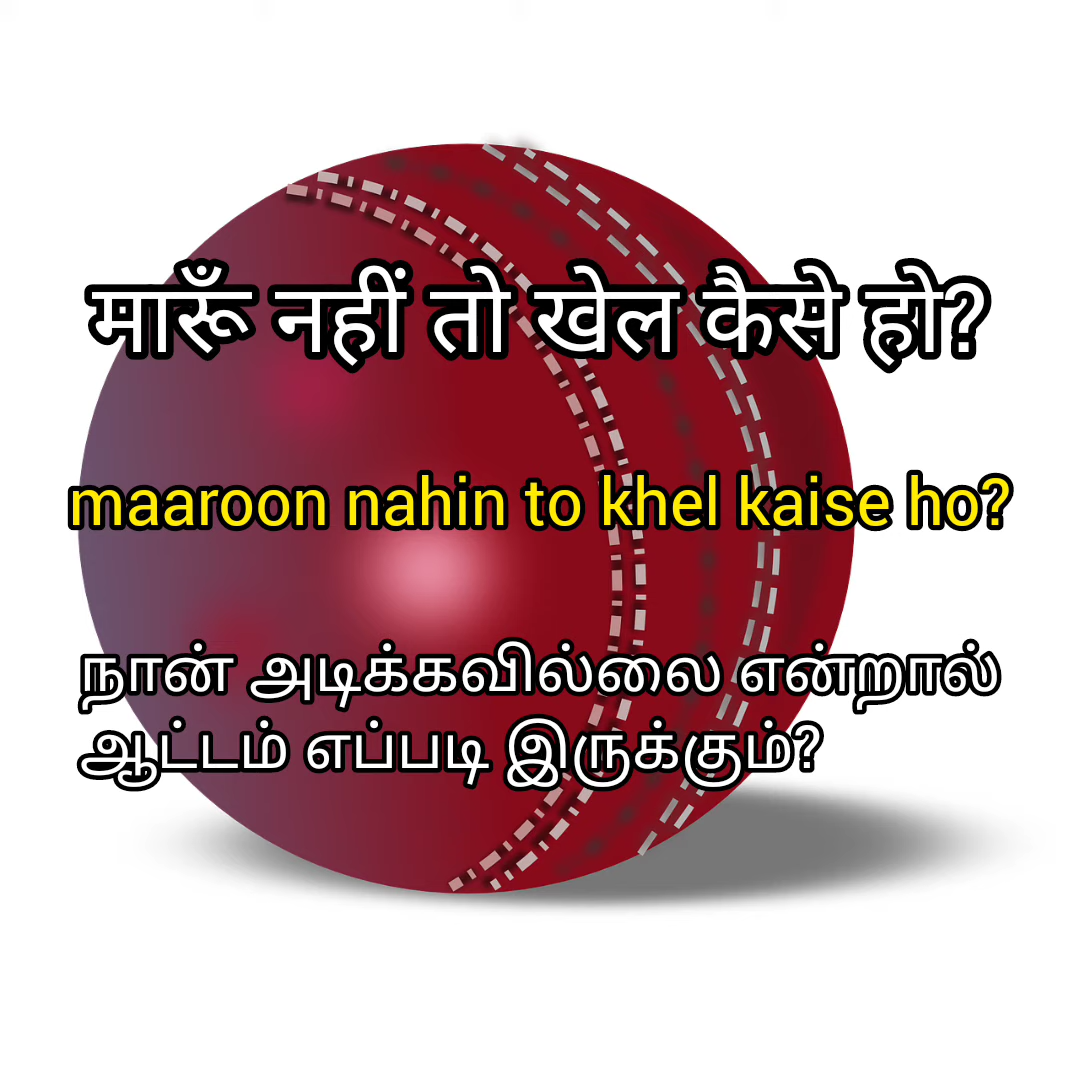 मारूँ नहीं तो खेल कैसे हो?
maaroon nahin to khel kaise ho?
நான் அடிக்கவில்லை என்றால்
ஆட்டம் எப்படி இருக்கும்?